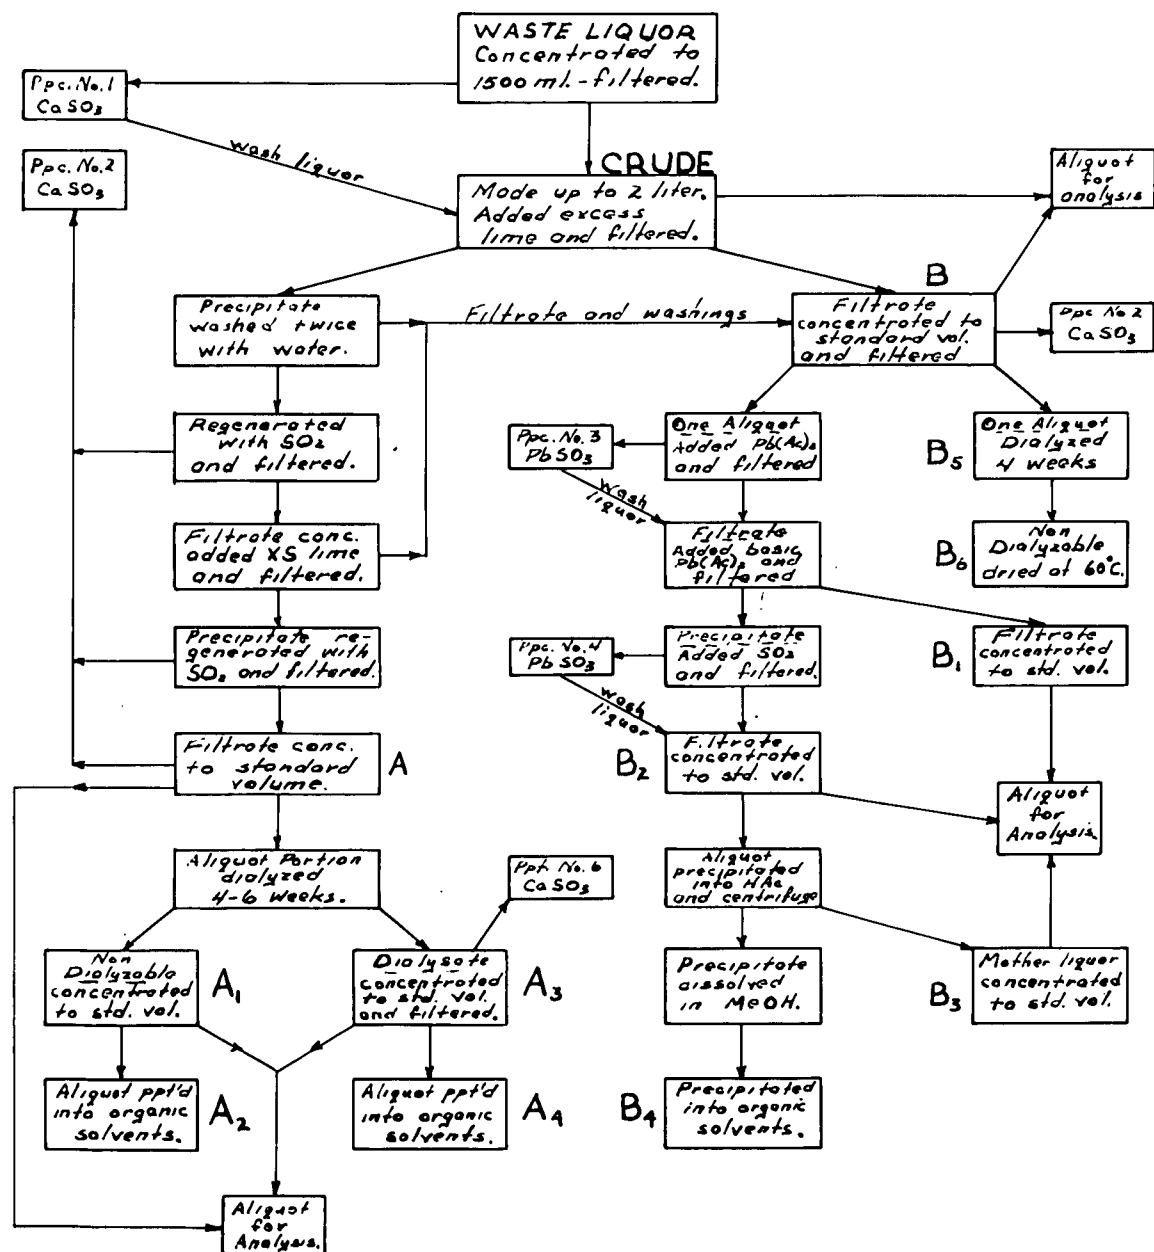 WASTE LIQUOR
Concentrated to
1500 ml. - filtered.
Ppc. No. 1
CaSO3
wash liquor
Ppc. No. 2
CaSO3
CRUDE
Made up to 2 liter.
Added excess
lime and filtered.
Aliquot
for
analysis
Precipitate
washed twice
with water.
Filtrate and washings
B
Filtrate
concentrated to
standard vol.
and filtered
Ppc No 2
CaSO3
Regenerated
with SO2
and filtered.
Ppc. No. 3
PbSO3
One Aliquot
Added Pb(Ac)2
and filtered
B5
One Aliquot
Dialyzed
4 weeks
wash
liquor
Filtrate conc.
added XS lime
and filtered.
Filtrate
Added basic
Pb(Ac)2 and
filtered
B6
Non
Dialyzable
dried at 60°C.
Precipitate re-
generated with
SO2 and filtered.
Ppc. No. 4
PbSO3
Precipitate
Added SO2
and filtered.
B1
Filtrate
concentrated
to std. vol.
wash
liquor
Filtrate conc.
to standard
volume.
A
B2
Filtrate
concentrated
to std. vol.
Aliquot
for
Analysis.
Aliquot Portion
dialyzed
4-6 weeks.
Ppt. No. 6
CaSO3
Aliquot
precipitated
into HAc
and centrifuge
Non
Dialyzable
concentrated
to std. vol.
A1
Dialysate
concentrated
to std. vol.
and filtered.
A3
Precipitate
dissolved
in MeOH.
B3
Mother liquor
concentrated
to std. vol.
Aliquot ppt'd
into organic
solvents.
A2
Aliquot ppt'd
into organic
solvents.
A4
B4
Precipitated
into organic
solvents.
Aliquot
for
Analysis.